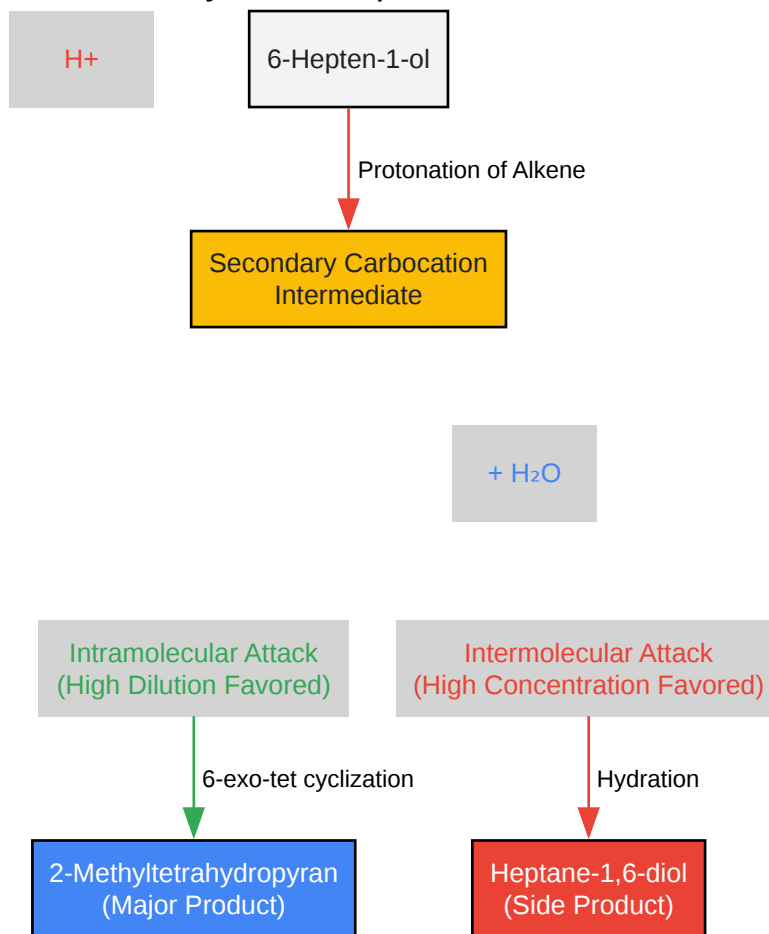 H+
6-Hepten-1-ol
Protonation of Alkene
Secondary Carbocation
Intermediate
+ H₂O
Intramolecular Attack
(High Dilution Favored)
Intermolecular Attack
(High Concentration Favored)
6-exo-tet cyclization
Hydration
2-Methyltetrahydropyran
(Major Product)
Heptane-1,6-diol
(Side Product)